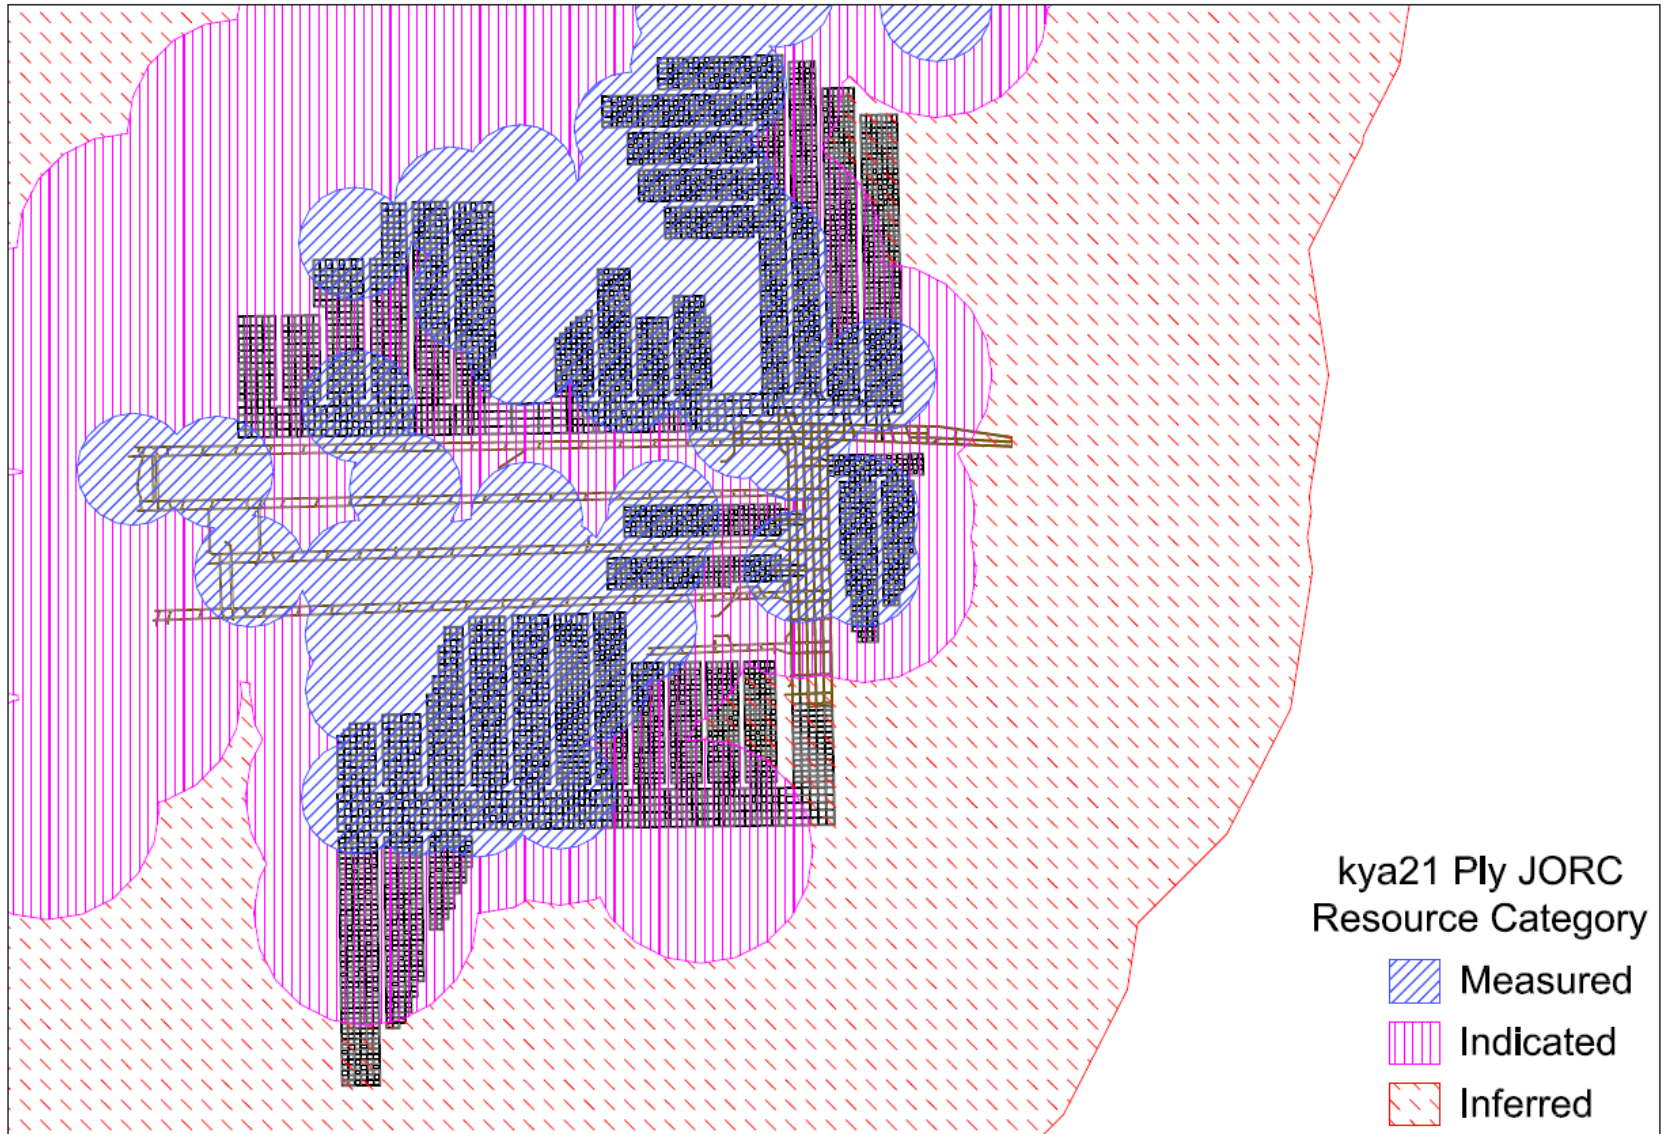 kya21 Ply JORC
Resource Category
Measured
Indicated
Inferred